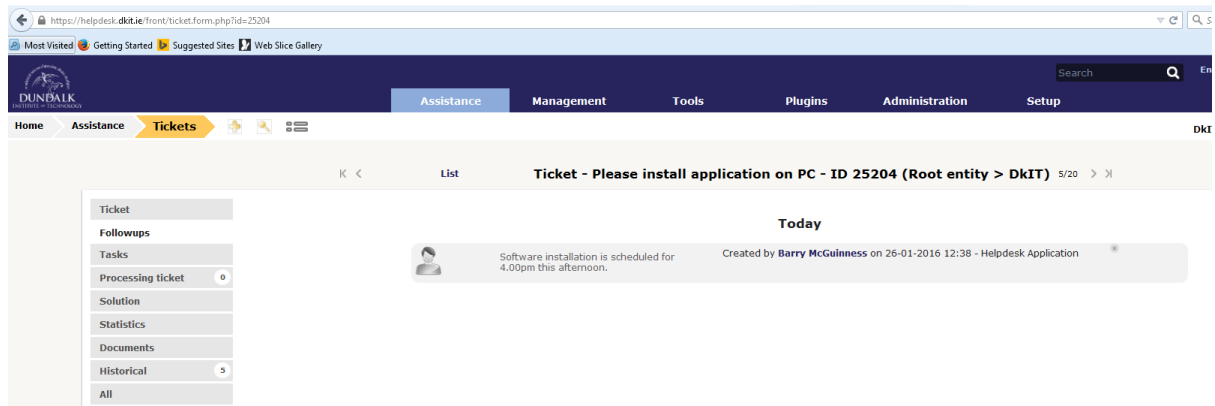 https://helpdesk.dkit.ie/front/ticket.form.php?id=25204
Most Visited Getting Started Suggested Sites Web Slice Gallery
Search
DUNDALK
INSTITUTE of TECHNOLOGY
Assistance Management Tools Plugins Administration Setup
Home Assistance Tickets
List Ticket - Please install application on PC - ID 25204 (Root entity > DkIT) 5/20
Ticket
Followups
Tasks
Processing ticket 0
Solution
Statistics
Documents
Historical 5
All
Today
Software installation is scheduled for
4.00pm this afternoon.
Created by Barry McGuinness on 26-01-2016 12:38 - Helpdesk Application